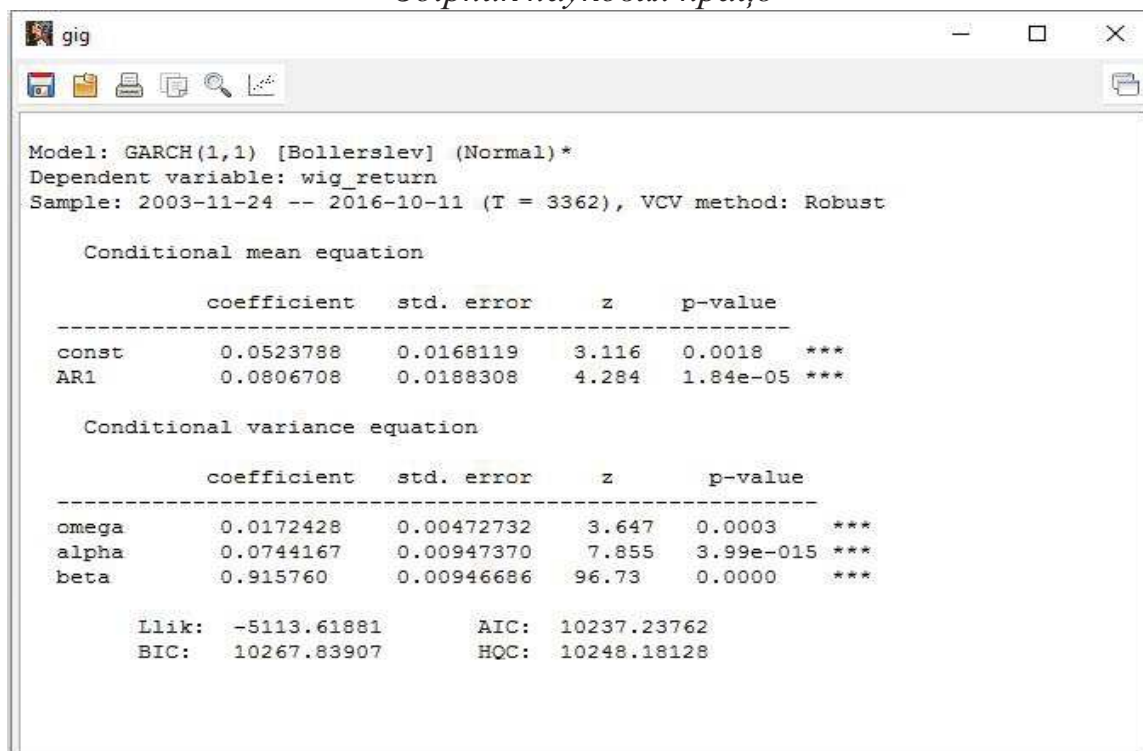 Збірник наукових праць
gig
Model: GARCH(1,1) [Bollerslev] (Normal)*
Dependent variable: wig_return
Sample: 2003-11-24 -- 2016-10-11 (T = 3362), VCV method: Robust
Conditional mean equation
coefficient std. error z p-value
const 0.0523788 0.0168119 3.116 0.0018 ***
AR1 0.0806708 0.0188308 4.284 1.84e-05 ***
Conditional variance equation
coefficient std. error z p-value
omega 0.0172428 0.00472732 3.647 0.0003 ***
alpha 0.0744167 0.00947370 7.855 3.99e-015 ***
beta 0.915760 0.00946686 96.73 0.0000 ***
Llik: -5113.61881 AIC: 10237.23762
BIC: 10267.83907 HQC: 10248.18128